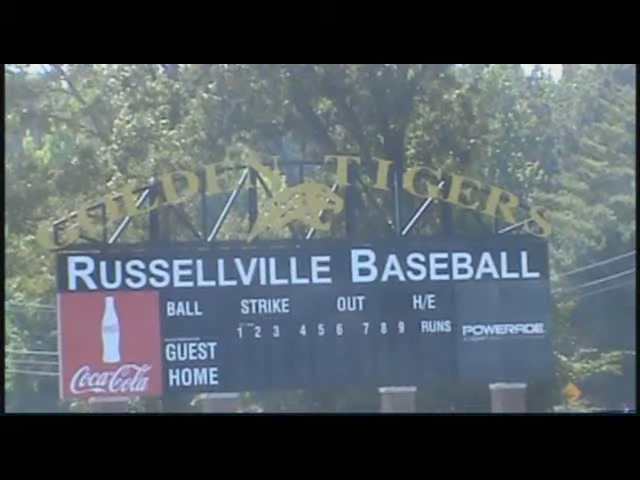 GOLDEN TIGERS
RUSSELLVILLE BASEBALL
BALL STRIKE OUT H/E
1 2 3 4 5 6 7 8 9 RUNS
GUEST
HOME
Coca-Cola
POWERADE